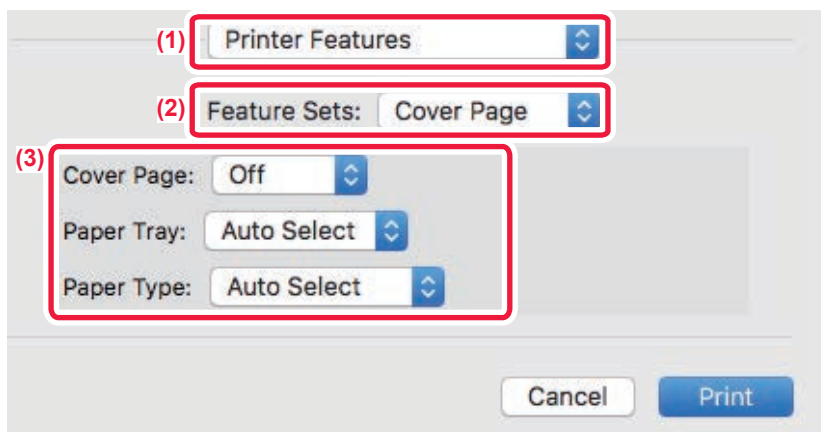 (1) Printer Features
(2) Feature Sets: Cover Page
(3)
Cover Page: Off
Paper Tray: Auto Select
Paper Type: Auto Select
Cancel Print